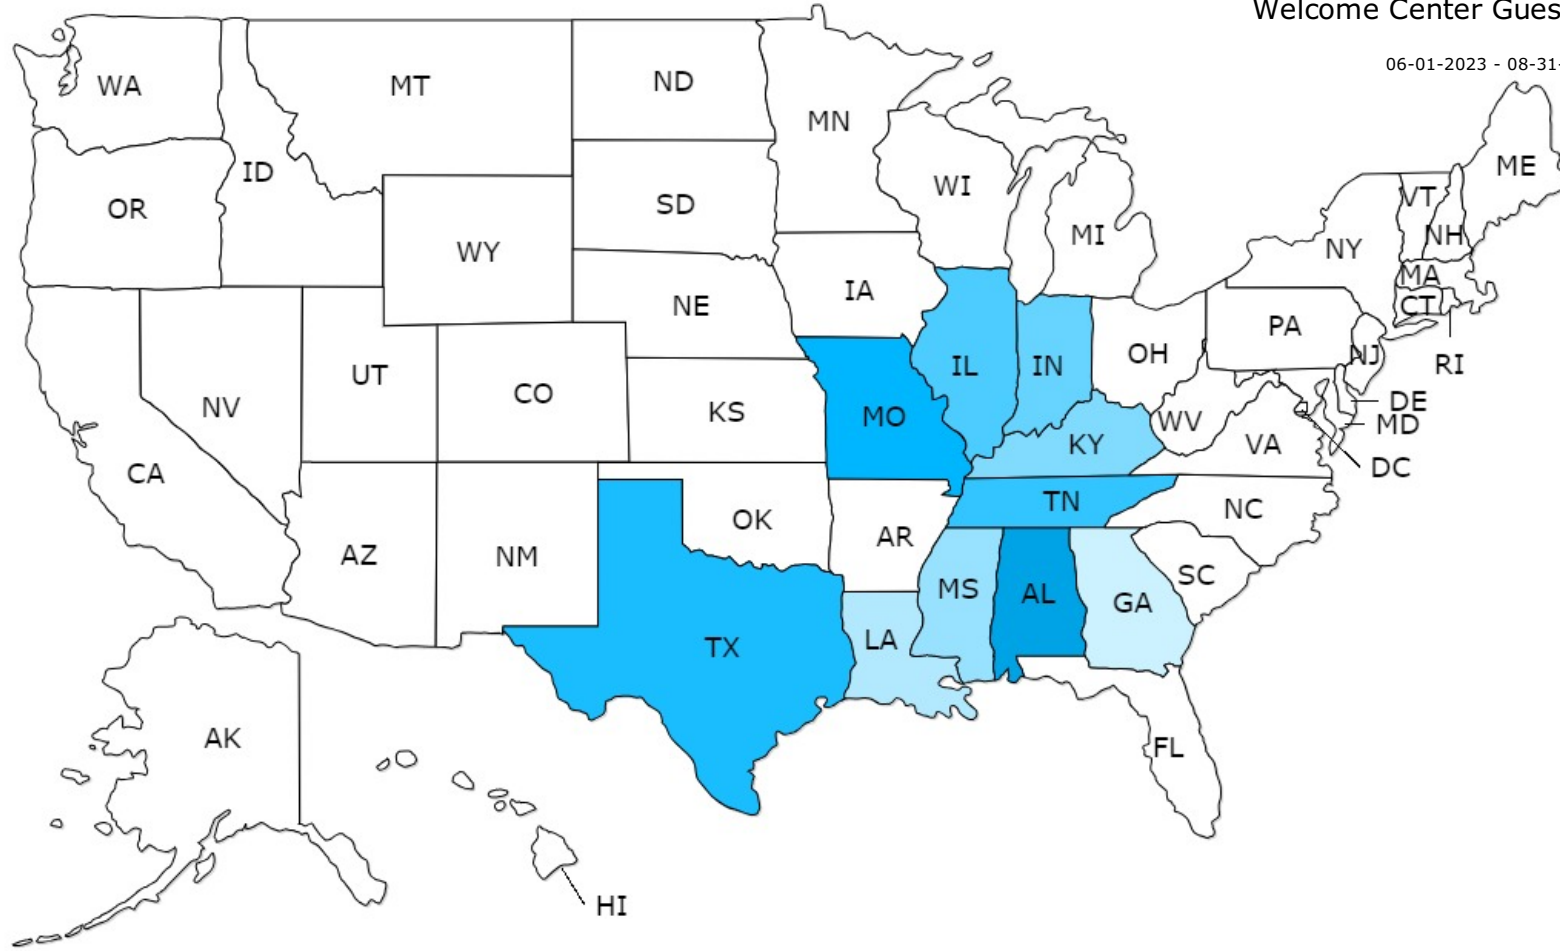 Welcome Center Gues
06-01-2023 - 08-31-
WA
MT
ND
MN
ME
ID
OR
SD
WI
VT
NH
MI
NY
WY
MA
IA
NE
CT
PA
OH
NJ
RI
IL
IN
UT
CO
NV
KS
MO
DE
MD
WV
KY
VA
DC
CA
TN
NC
OK
AR
AZ
NM
SC
MS
AL
GA
LA
TX
AK
FL
HI